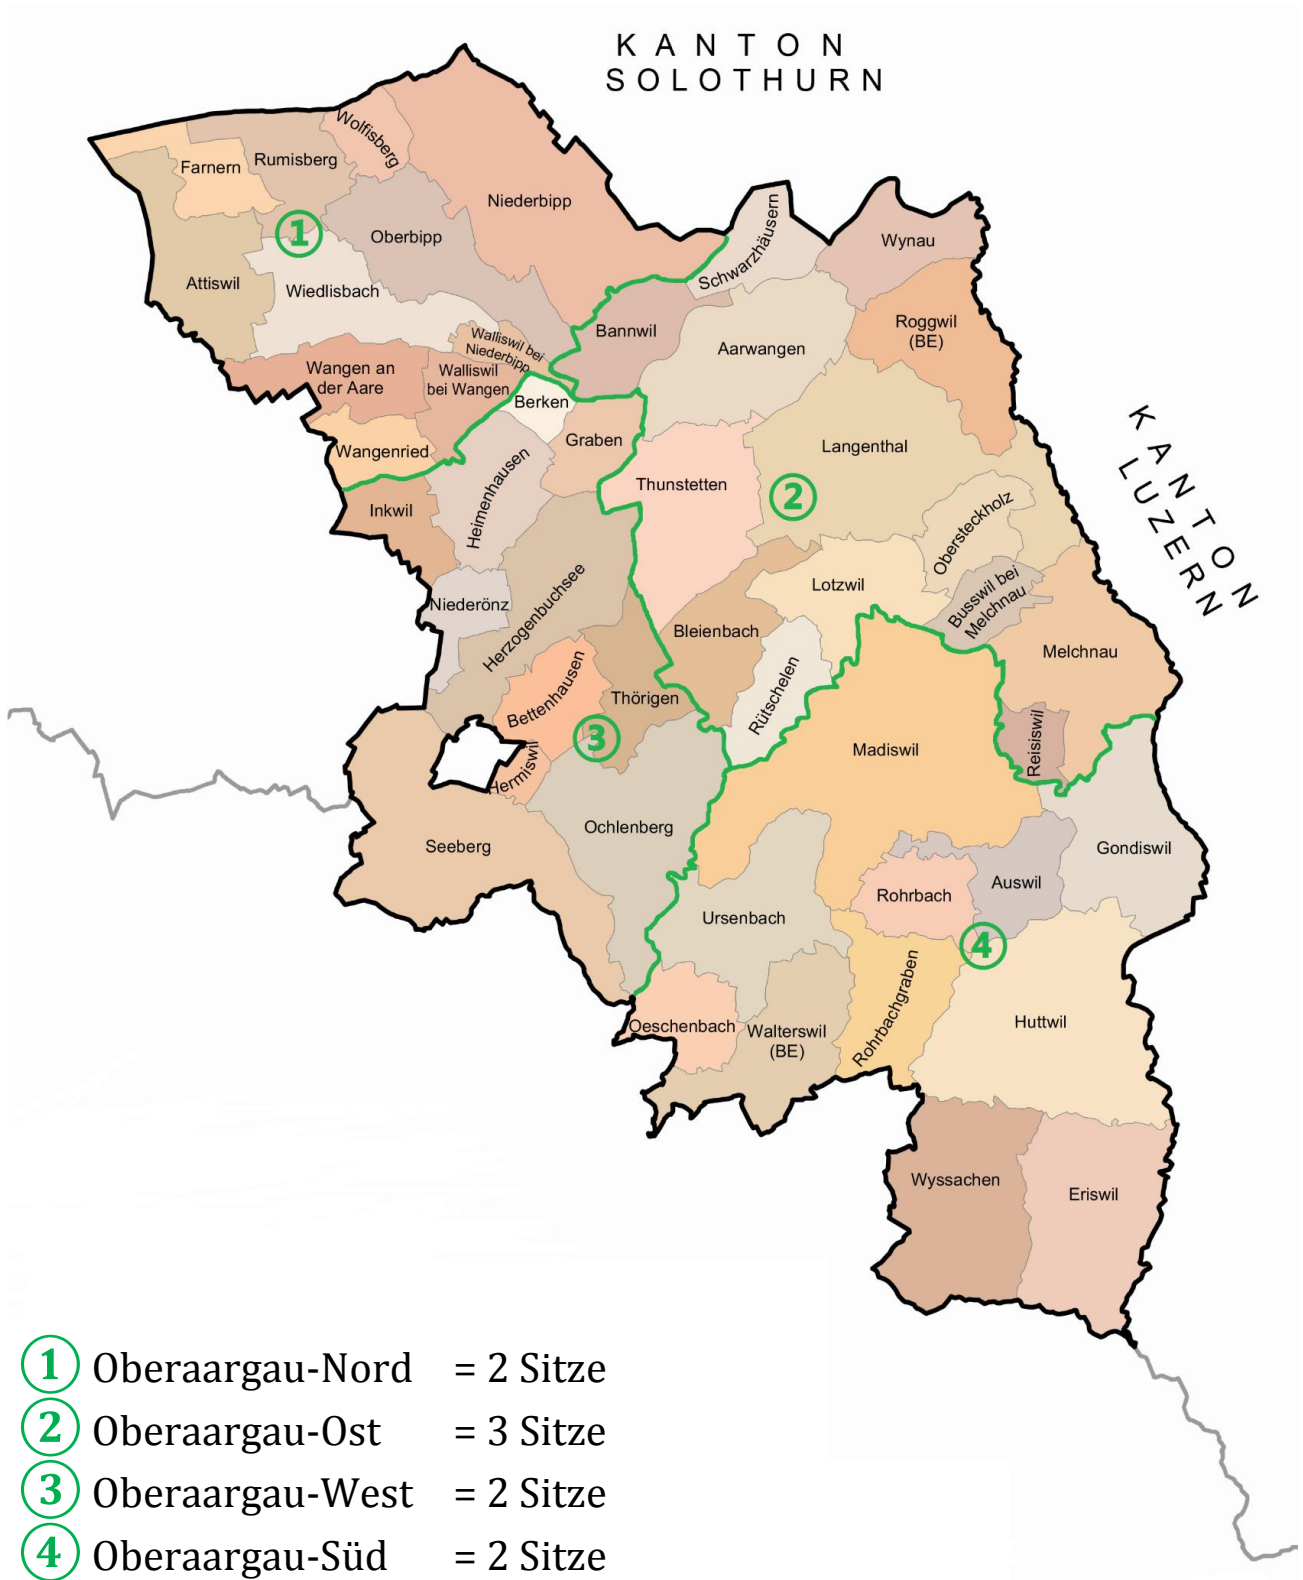 KANTON
SOLOTHURN
Wolfisberg
Farnern
Rumisberg
Niederbipp
Schwarzhäusern
Oberbipp
1
Wynau
Attiswil
Wiedlisbach
Bannwil
Roggwil
(BE)
Aarwangen
Walliswil bei
Niederbipp
Wangen an
der Aare
Walliswil
bei Wangen
Berken
KANTON
LUZERN
Wangenried
Graben
Langenthal
Heimenhausen
Thunstetten
2
Inkwil
Obersteckholz
Lotzwil
Busswil bei
Melchnau
Niederönz
Herzogenbuchsee
Bleienbach
Melchnau
Bettenhausen
Thörigen
Rütschelen
3
Madiswil
Reisiswil
Hermiswil
Ochlenberg
Seeberg
Gondiswil
Auswil
Rohrbach
Ursenbach
4
Rohrbachgraben
Oeschenbach
Walterswil
(BE)
Huttwil
Wyssachen
Eriswil
1 Oberaargau-Nord = 2 Sitze
2 Oberaargau-Ost = 3 Sitze
3 Oberaargau-West = 2 Sitze
4 Oberaargau-Süd = 2 Sitze